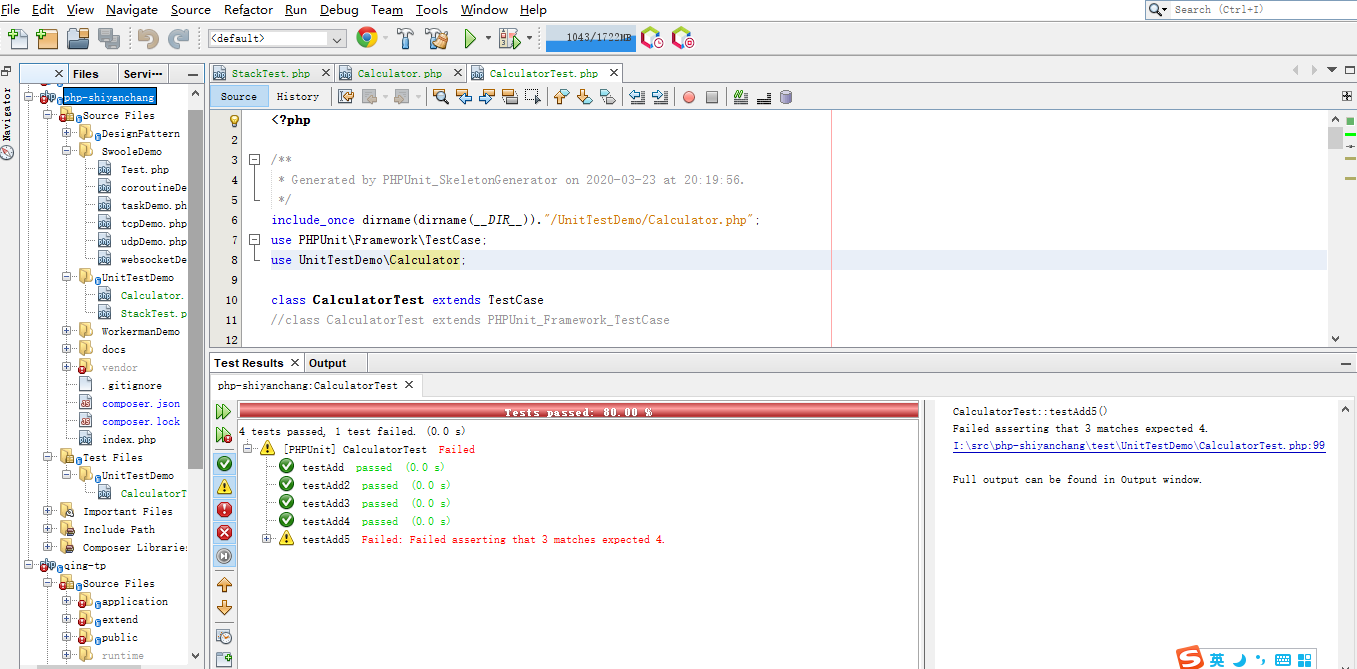 File Edit View Navigate Source Refactor Run Debug Team Tools Window Help
Search (Ctrl+I)
<default>
1043/1722MB
Files
Servi···
StackTest.php
Calculator.php
CalculatorTest.php
Navigator
php-shiyanchang
Source Files
DesignPattern
SwooleDemo
Test.php
coroutineDe
taskDemo.ph
tcpDemo.php
udpDemo.php
websocketDe
UnitTestDemo
Calculator.
StackTest.p
WorkermanDemo
docs
vendor
.gitignore
composer.json
composer.lock
index.php
Test Files
UnitTestDemo
CalculatorT
Important Files
Include Path
Composer Libraries
qing-tp
Source Files
application
extend
public
runtime
Source
History
<?php
2
3 /**
4 * Generated by PHPUnit_SkeletonGenerator on 2020-03-23 at 20:19:56.
5 */
6 include_once dirname(dirname(__DIR__))."/UnitTestDemo/Calculator.php";
7 use PHPUnit\Framework\TestCase;
8 use UnitTestDemo\Calculator;
9
10 class CalculatorTest extends TestCase
11 //class CalculatorTest extends PHPUnit_Framework_TestCase
12
Test Results
Output
php-shiyanchang:CalculatorTest
Tests passed: 80.00 %
4 tests passed, 1 test failed. (0.0 s)
[PHPUnit] CalculatorTest Failed
testAdd passed (0.0 s)
testAdd2 passed (0.0 s)
testAdd3 passed (0.0 s)
testAdd4 passed (0.0 s)
testAdd5 Failed: Failed asserting that 3 matches expected 4.
CalculatorTest::testAdd5()
Failed asserting that 3 matches expected 4.
I:\src\php-shiyanchang\test\UnitTestDemo\CalculatorTest.php:99
Full output can be found in Output window.
英